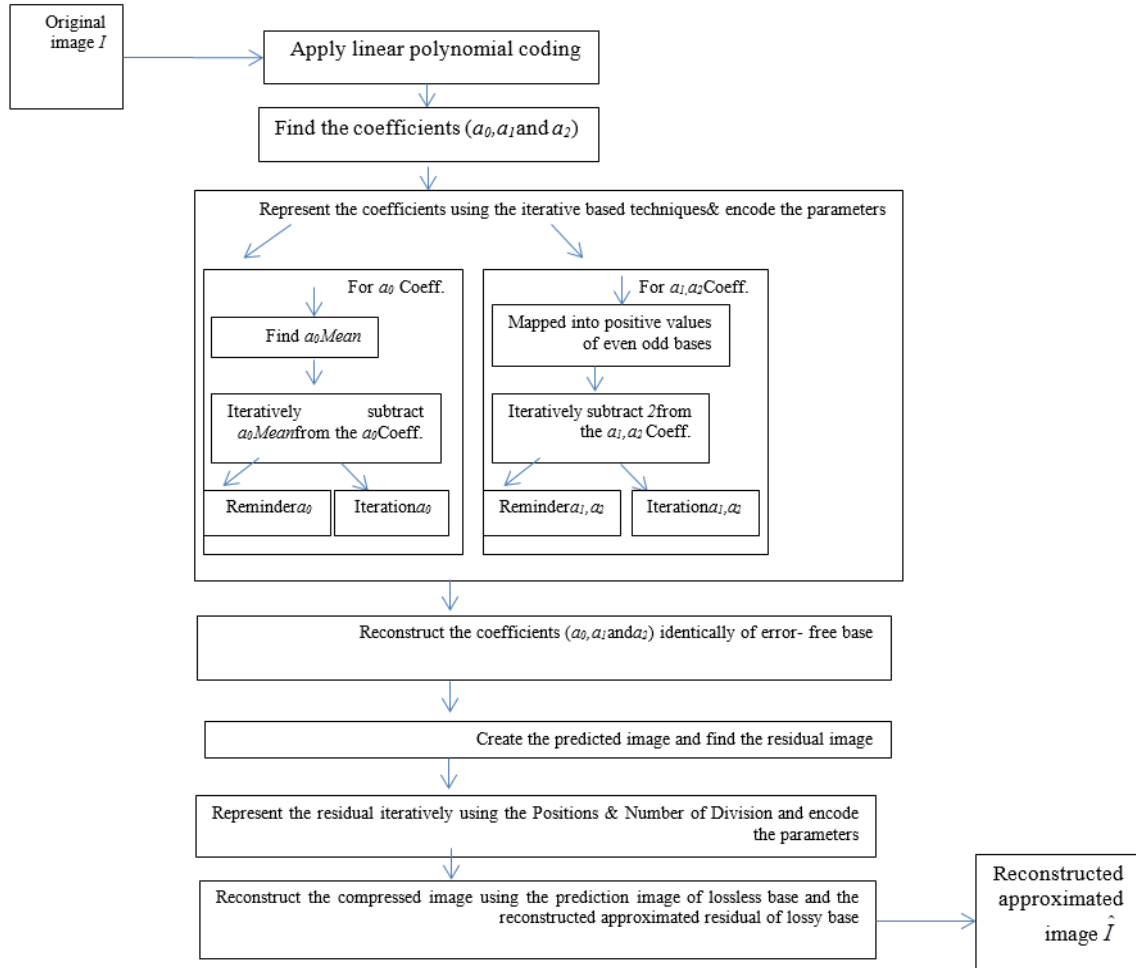 Original
image I
Apply linear polynomial coding
Find the coefficients (a0,a1and a2)
Represent the coefficients using the iterative based techniques& encode the parameters
For a0 Coeff.
Find a0Mean
Iteratively subtract
a0Meanfrom the a0Coeff.
Remindera0
Iterationa0
For a1,a2Coeff.
Mapped into positive values
of even odd bases
Iteratively subtract 2from
the a1,a2 Coeff.
Remindera1,a2
Iterationa1,a2
Reconstruct the coefficients (a0,a1anda2) identically of error- free base
Create the predicted image and find the residual image
Represent the residual iteratively using the Positions & Number of Division and encode
the parameters
Reconstruct the compressed image using the prediction image of lossless base and the
reconstructed approximated residual of lossy base
Reconstructed
approximated
image Î